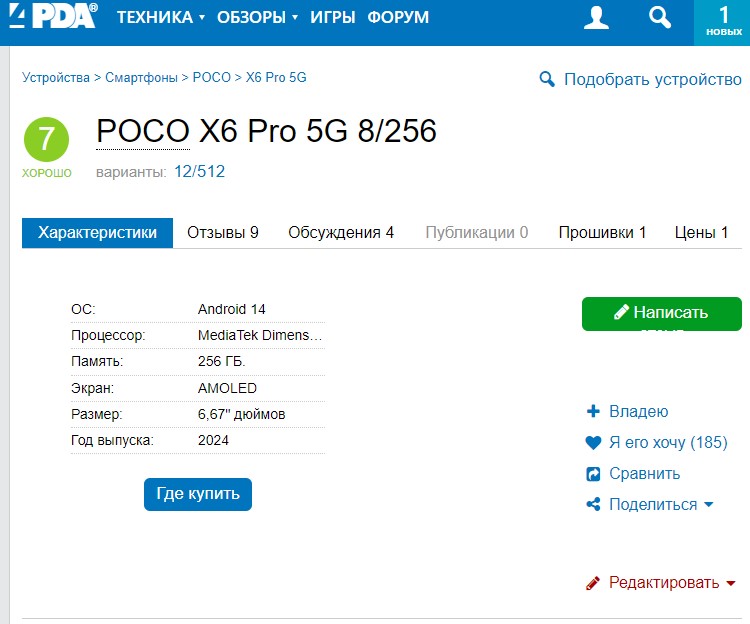 4PDA®
ТЕХНИКА ОБЗОРЫ ИГРЫ ФОРУМ
1
новых
Устройства > Смартфоны > POCO > X6 Pro 5G
Подобрать устройство
7
ХОРОШО
POCO X6 Pro 5G 8/256
варианты: 12/512
Характеристики Отзывы 9 Обсуждения 4 Публикации 0 Прошивки 1 Цены 1
ОС: Android 14
Процессор: MediaTek Dimens...
Память: 256 ГБ.
Экран: AMOLED
Размер: 6,67" дюймов
Год выпуска: 2024
Где купить
Написать
Владею
Я его хочу (185)
Сравнить
Поделиться
Редактировать